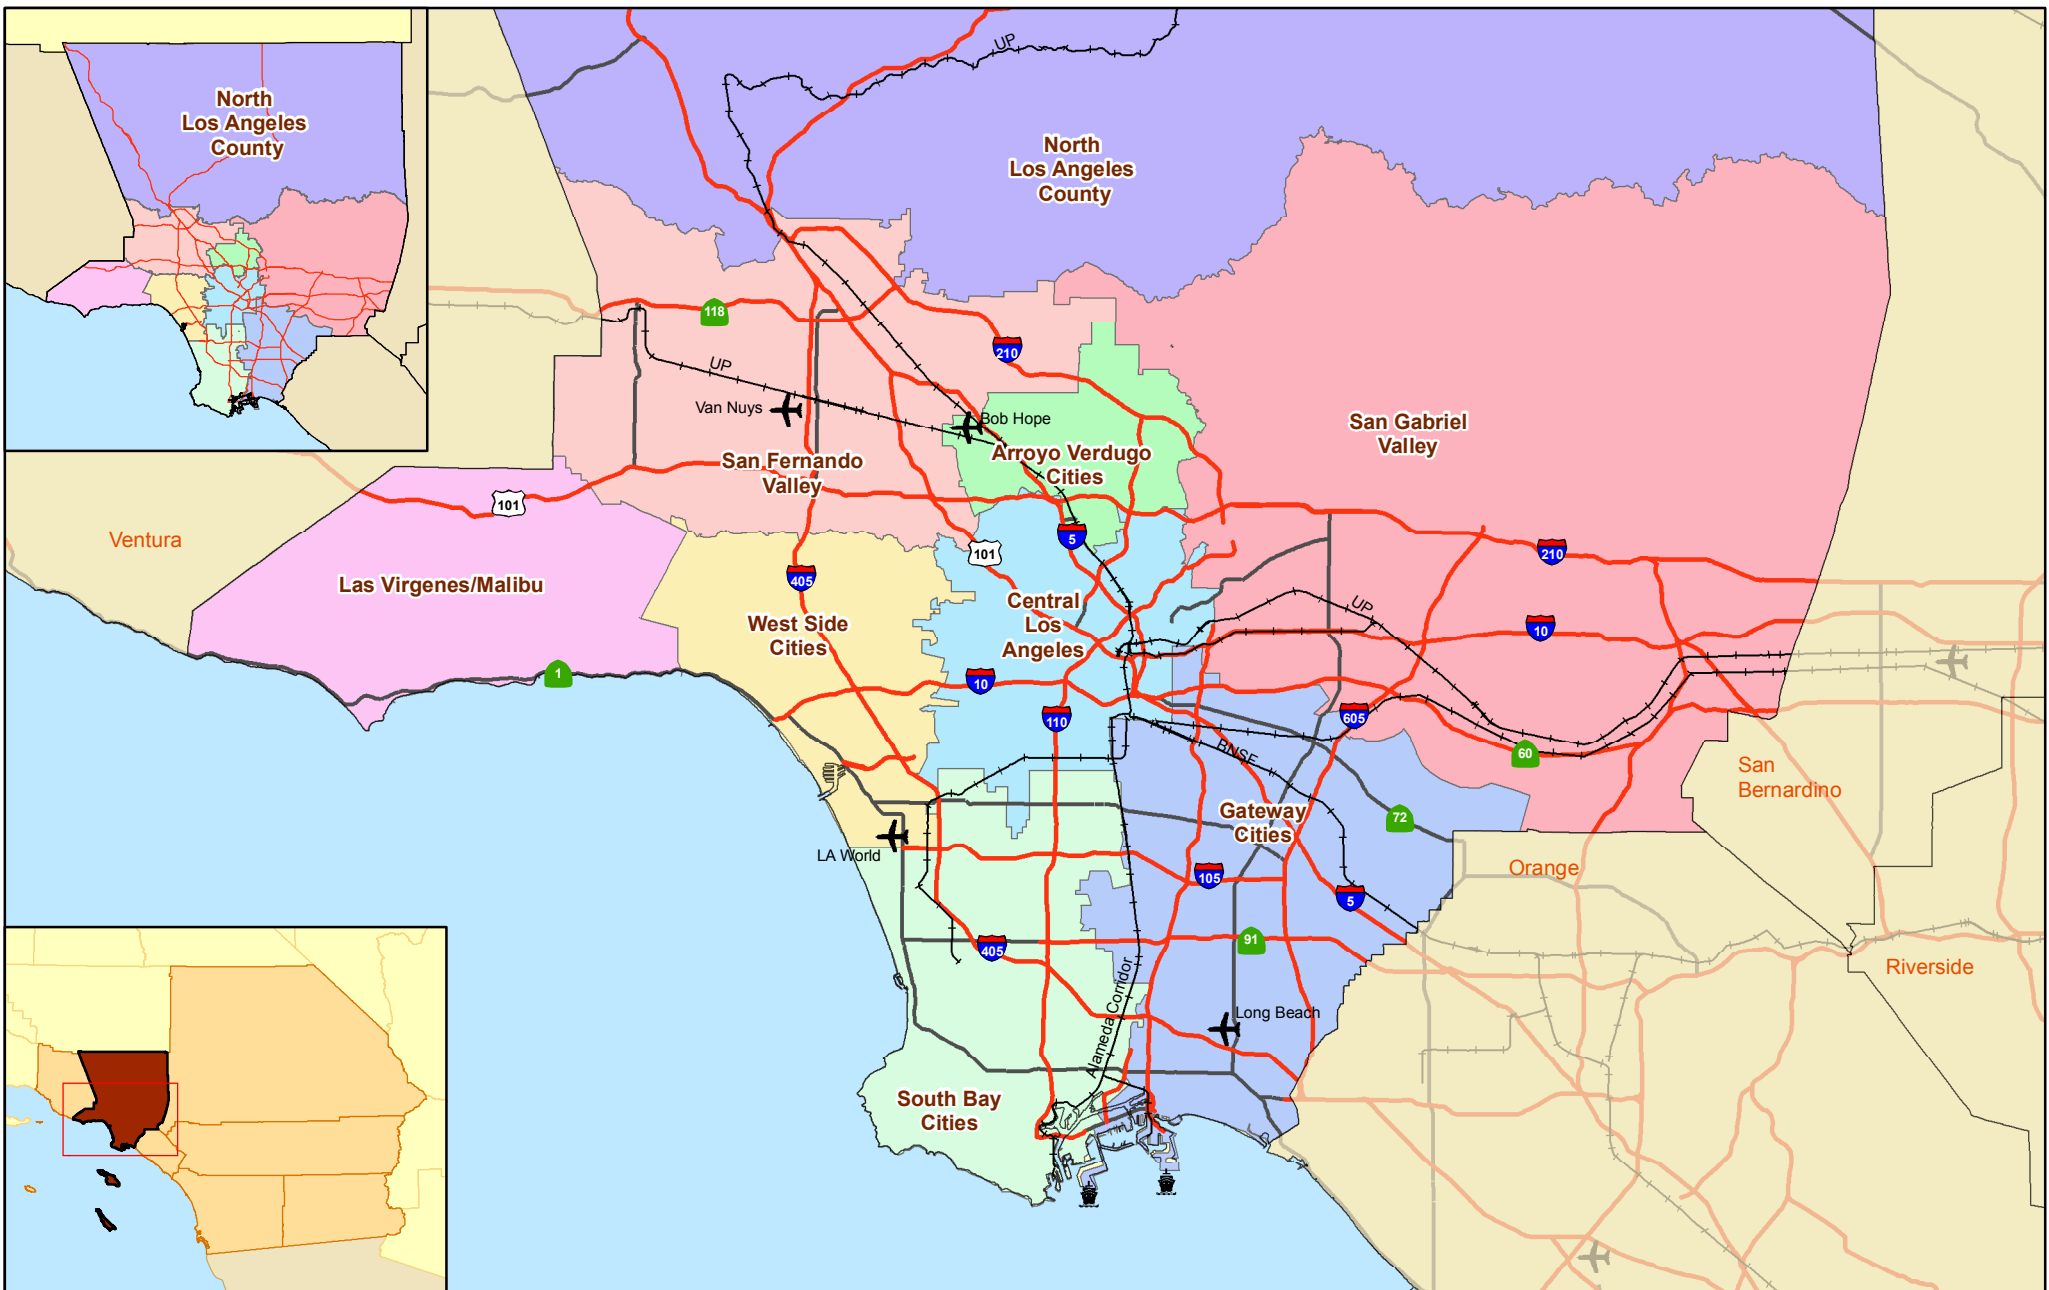 North
Los Angeles
County
UP
North
Los Angeles
County
118
210
UP
Van Nuys
Bob Hope
San Gabriel
Valley
San Fernando
Valley
Arroyo Verdugo
Cities
101
Ventura
5
101
210
405
Las Virgenes/Malibu
Central
Los
Angeles
UP
West Side
Cities
10
1
10
110
605
BNSF
60
San
Bernardino
Gateway
Cities
72
LA World
105
Orange
5
91
405
Riverside
Alameda Corridor
Long Beach
South Bay
Cities